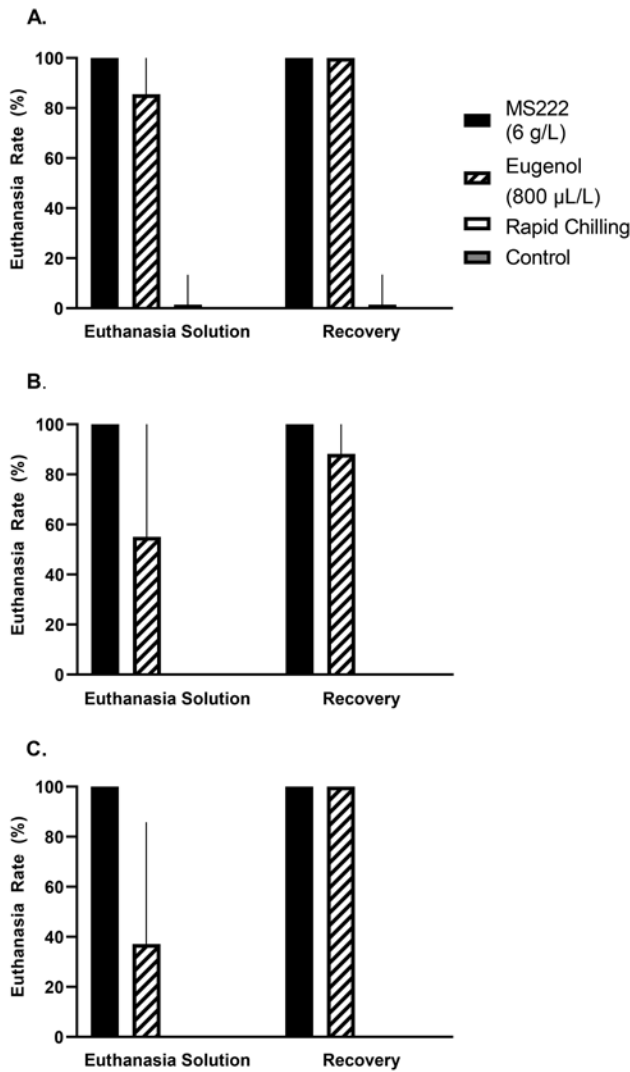 A.
Euthanasia Rate (%)
100
80
60
40
20
0
Euthanasia Solution
Recovery
MS222
(6 g/L)
Eugenol
(800 µL/L)
Rapid Chilling
Control
B.
Euthanasia Rate (%)
100
80
60
40
20
0
Euthanasia Solution
Recovery
C.
Euthanasia Rate (%)
100
80
60
40
20
0
Euthanasia Solution
Recovery